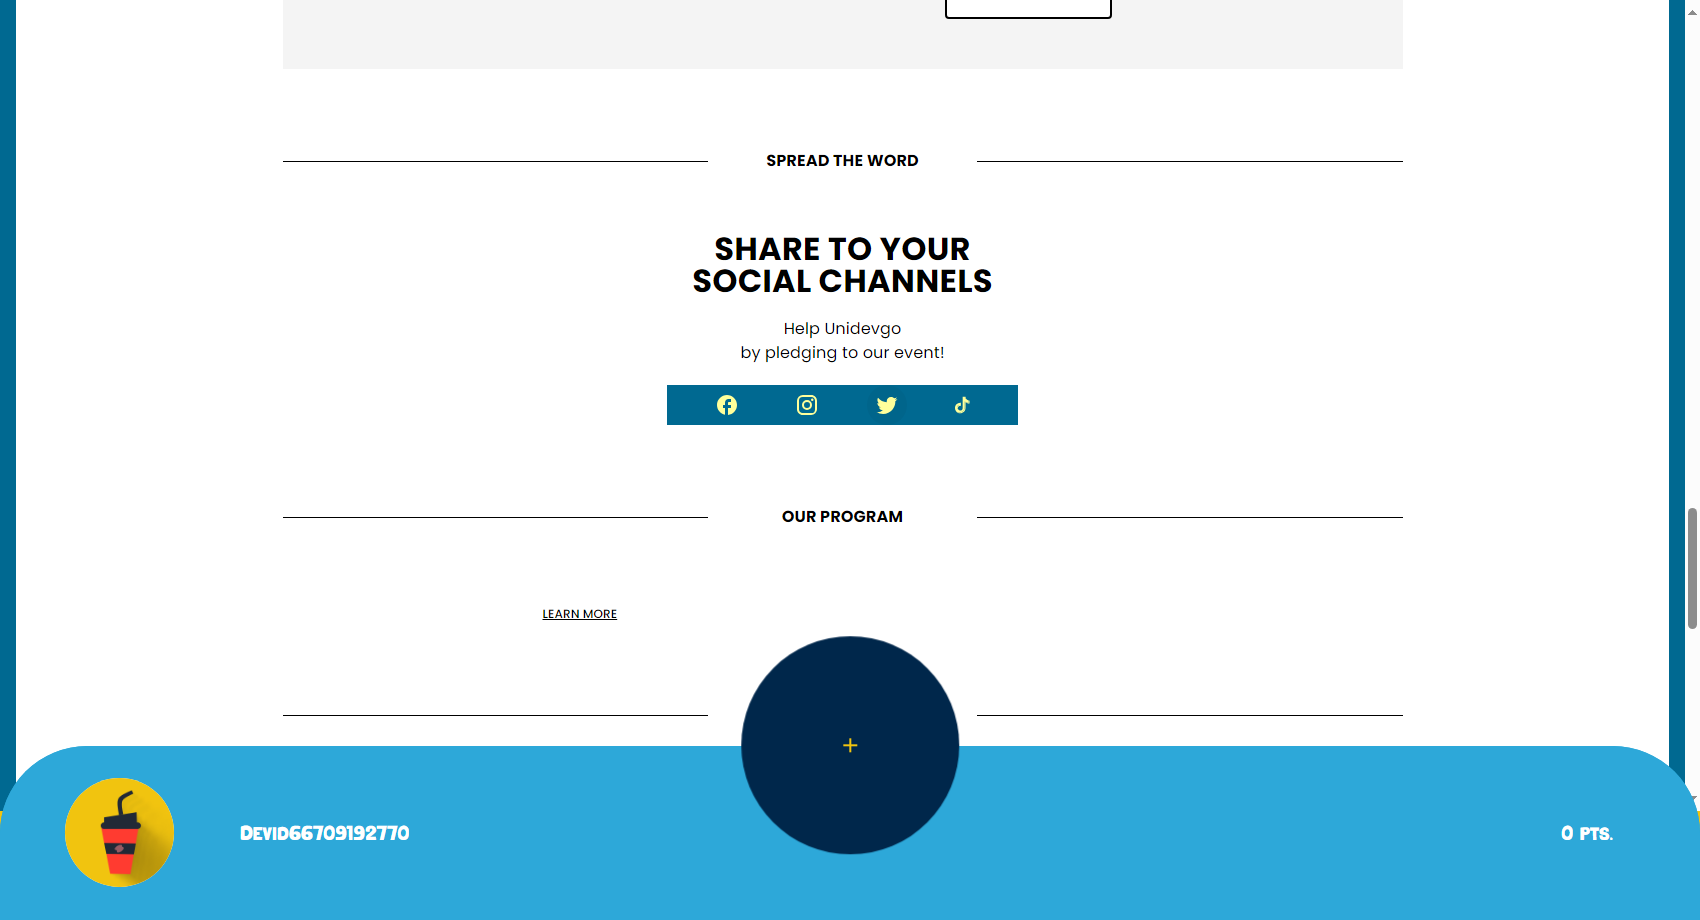 SPREAD THE WORD
SHARE TO YOUR
SOCIAL CHANNELS
Help Unidevgo
by pledging to our event!
OUR PROGRAM
LEARN MORE
+
Devid66709192770
0 pts.